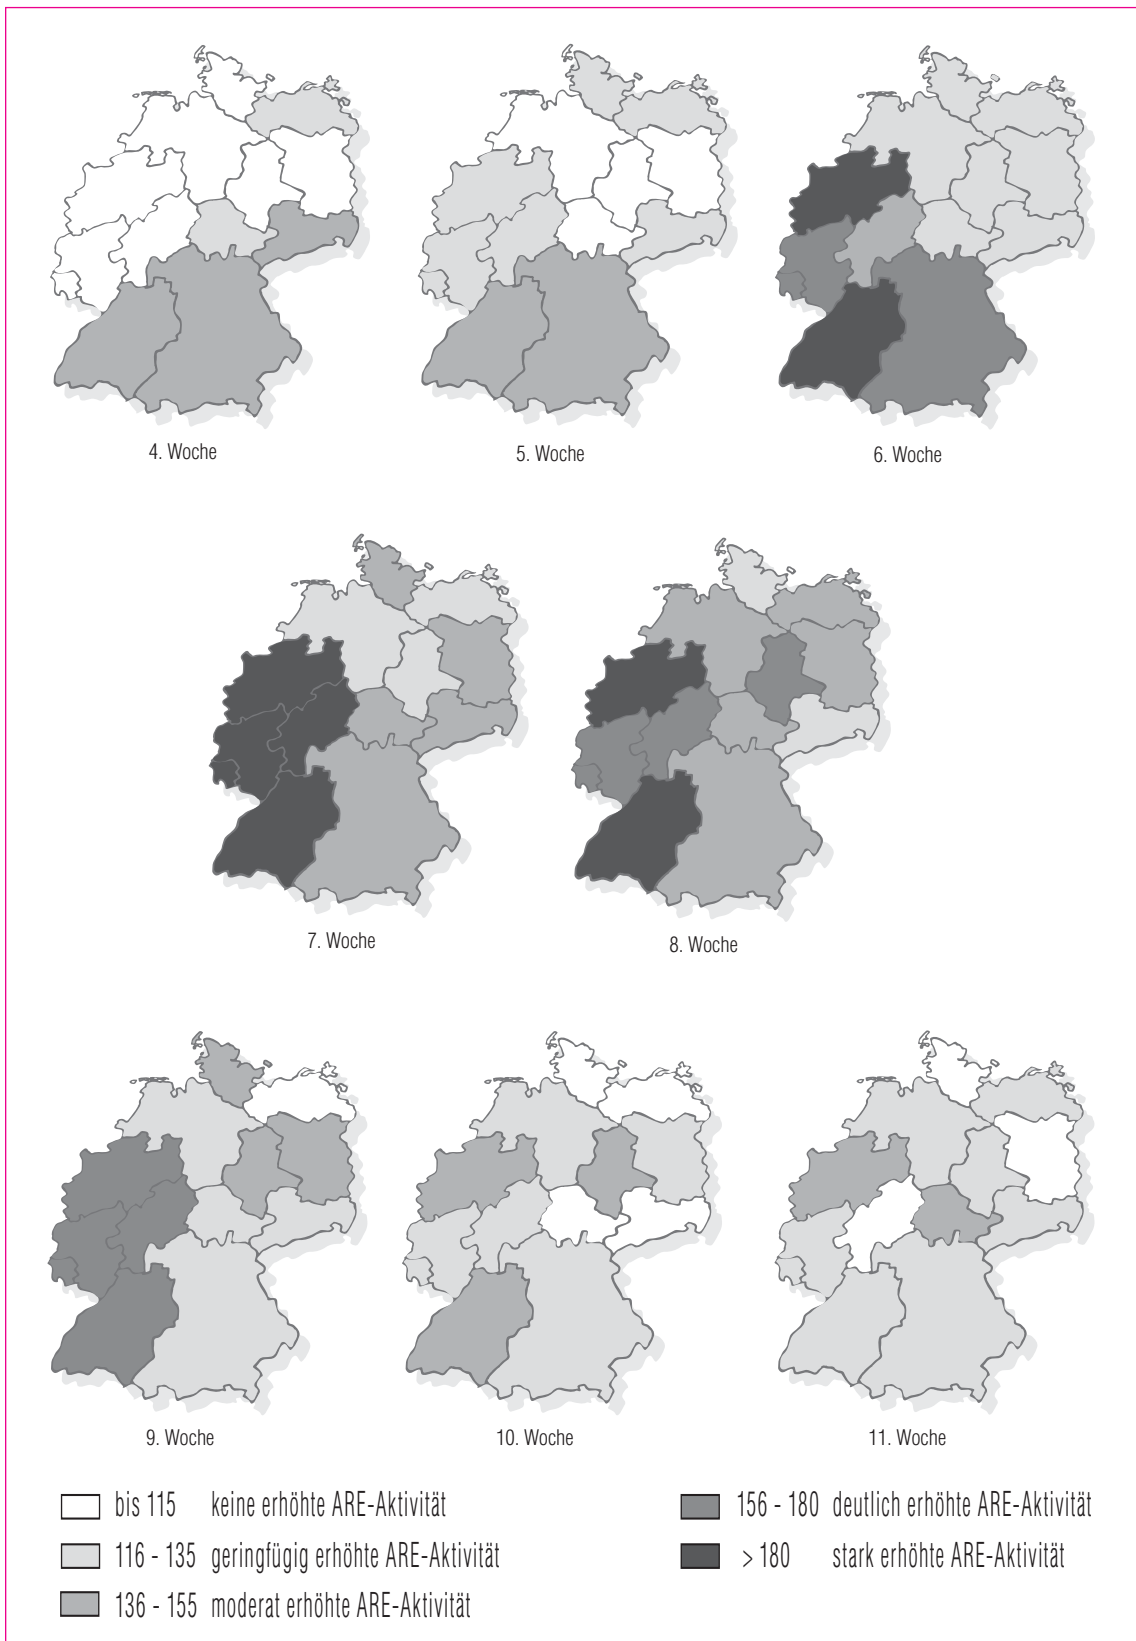 4. Woche
5. Woche
6. Woche
7. Woche
8. Woche
9. Woche
10. Woche
11. Woche
bis 115 keine erhöhte ARE-Aktivität
116 - 135 geringfügig erhöhte ARE-Aktivität
136 - 155 moderat erhöhte ARE-Aktivität
156 - 180 deutlich erhöhte ARE-Aktivität
> 180 stark erhöhte ARE-Aktivität